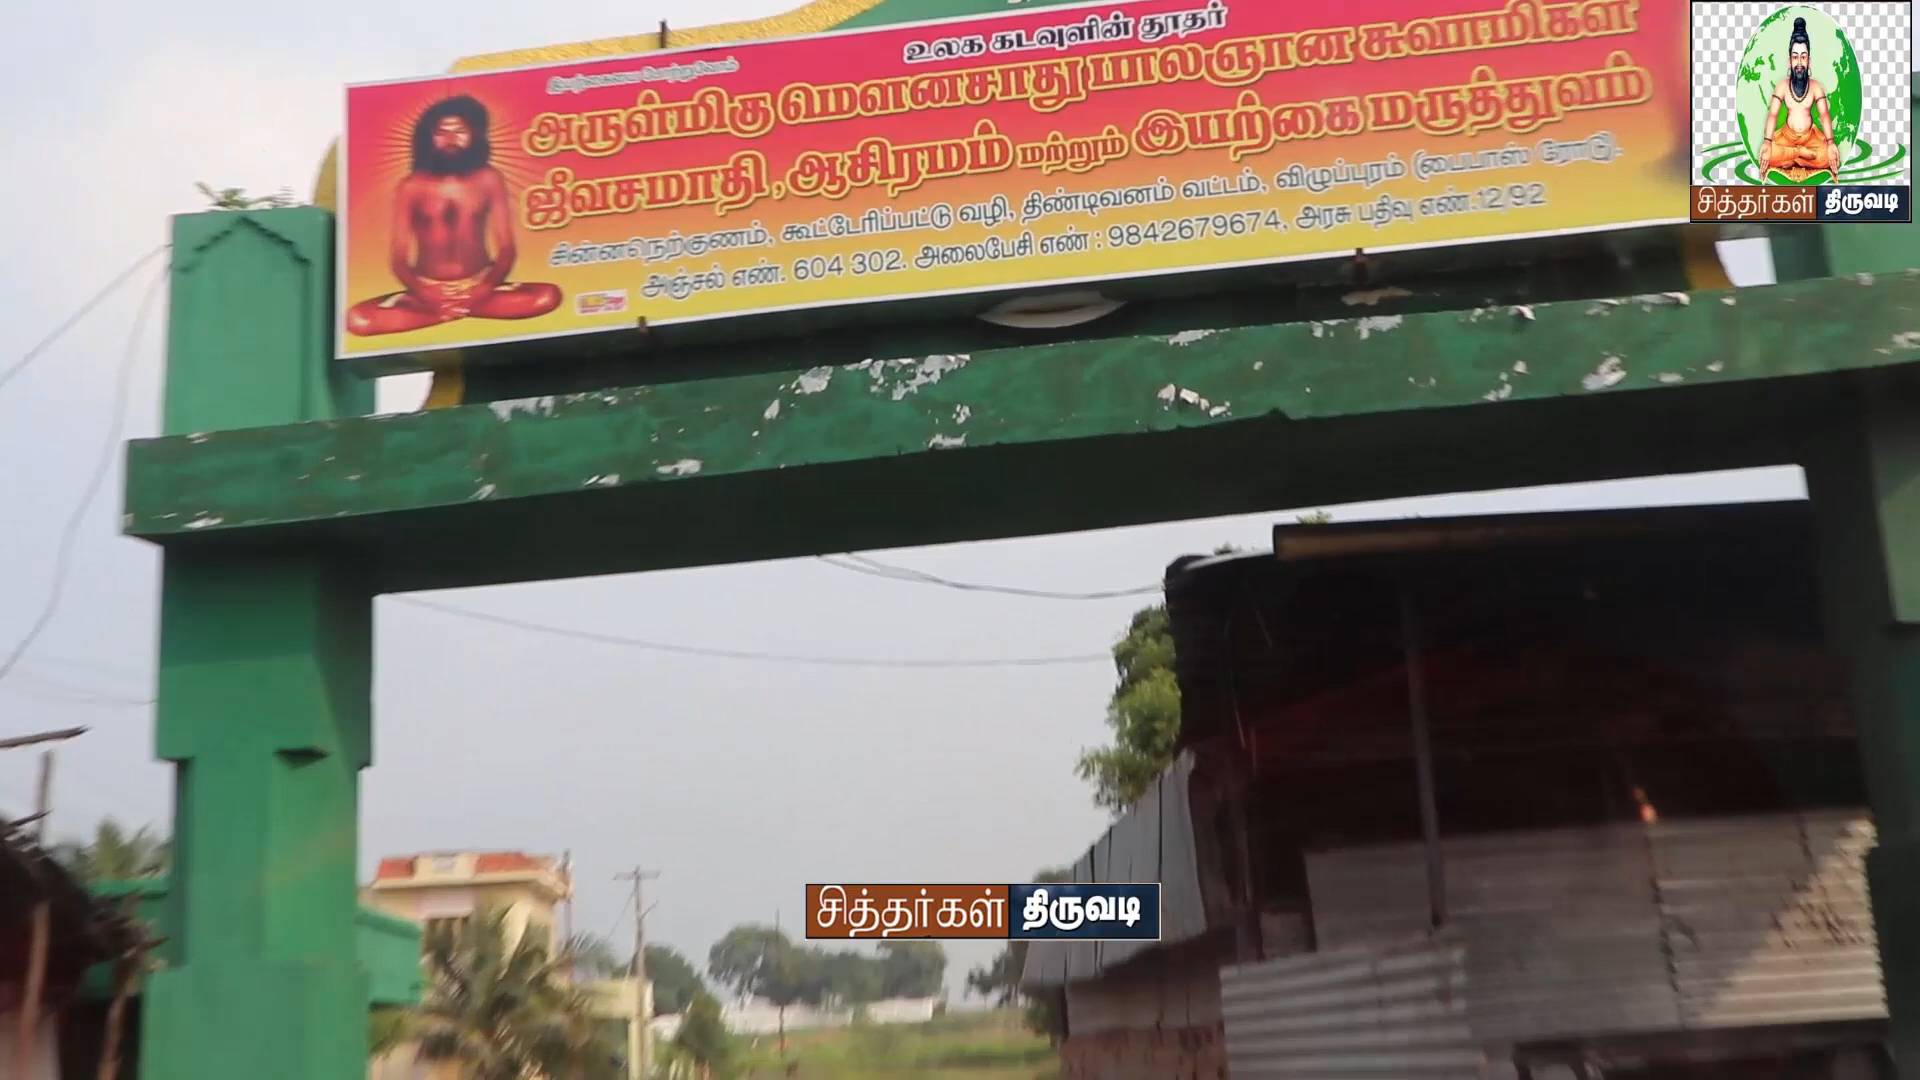 உலக கடவுளின் தூதர்
இயற்கையை போற்றுவோம்
அருள்மிகு மௌனசாது பாலஞான சுவாமிகள்
ஜீவசமாதி, ஆசிரமம் மற்றும் இயற்கை மருத்துவம்
சின்னநெற்குணம், கூட்டேரிப்பட்டு வழி, திண்டிவனம் வட்டம், விழுப்புரம் (பைபாஸ் ரோடு).
அஞ்சல் எண். 604 302. அலைபேசி எண் : 9842679674, அரசு பதிவு எண்.12/92
சித்தர்கள் திருவடி
சித்தர்கள் திருவடி